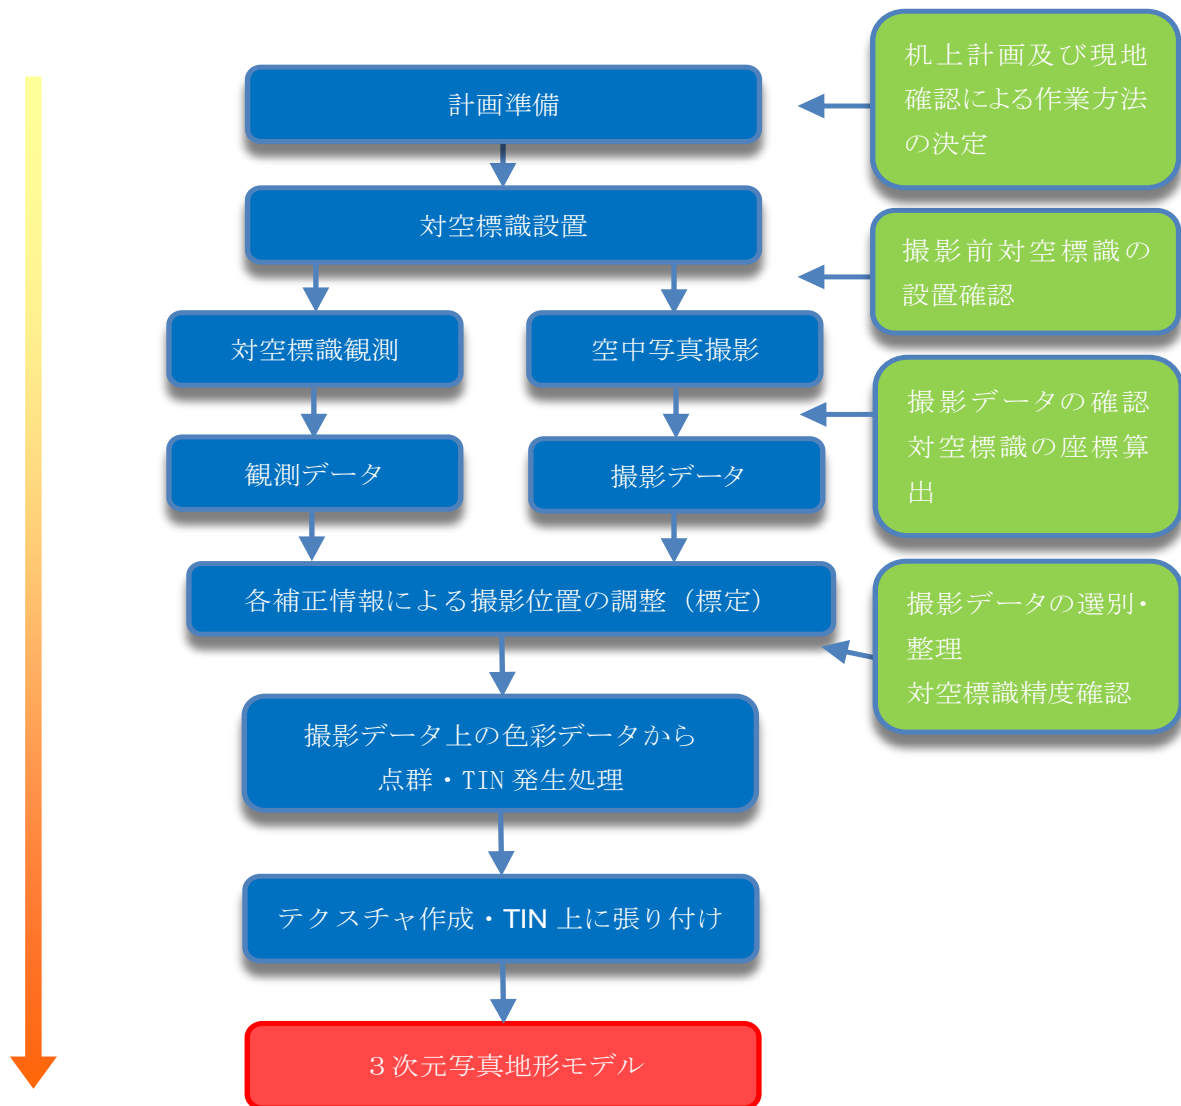 計画準備
机上計画及び現地
確認による作業方法
の決定
対空標識設置
撮影前対空標識の
設置確認
対空標識観測
空中写真撮影
撮影データの確認
対空標識の座標算
出
観測データ
撮影データ
各補正情報による撮影位置の調整（標定）
撮影データの選別・
整理
対空標識精度確認
撮影データ上の色彩データから
点群・TIN 発生処理
テクスチャ作成・TIN 上に張り付け
３次元写真地形モデル